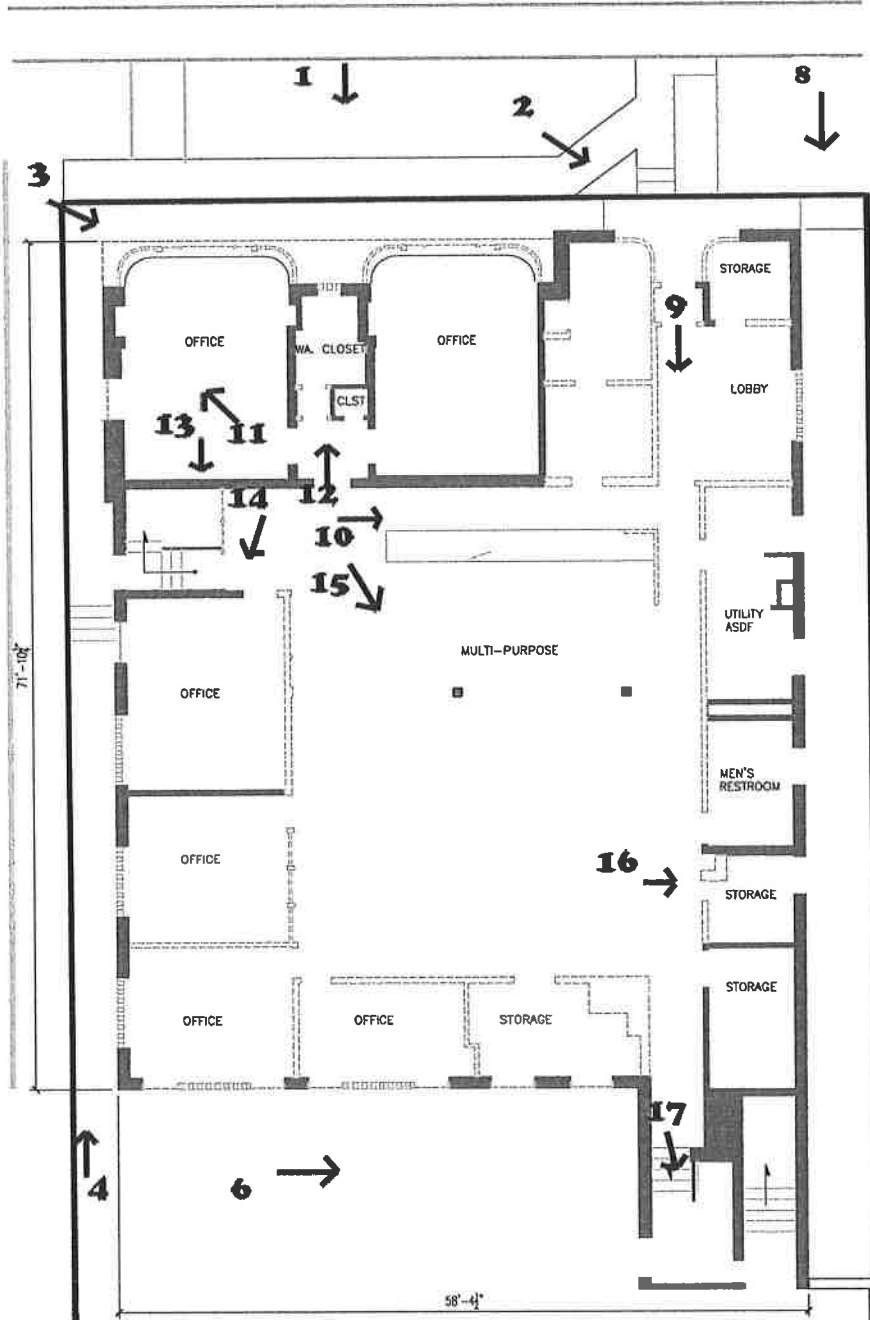 1
8
2
3
STORAGE
9
OFFICE
WA. CLOSET
OFFICE
LOBBY
CLST
13
11
14
12
10
15
UTILITY
ASDF
MULTI-PURPOSE
71'-10½"
OFFICE
MEN'S
RESTROOM
OFFICE
16
STORAGE
STORAGE
OFFICE
OFFICE
STORAGE
17
4
6
58'-4½"